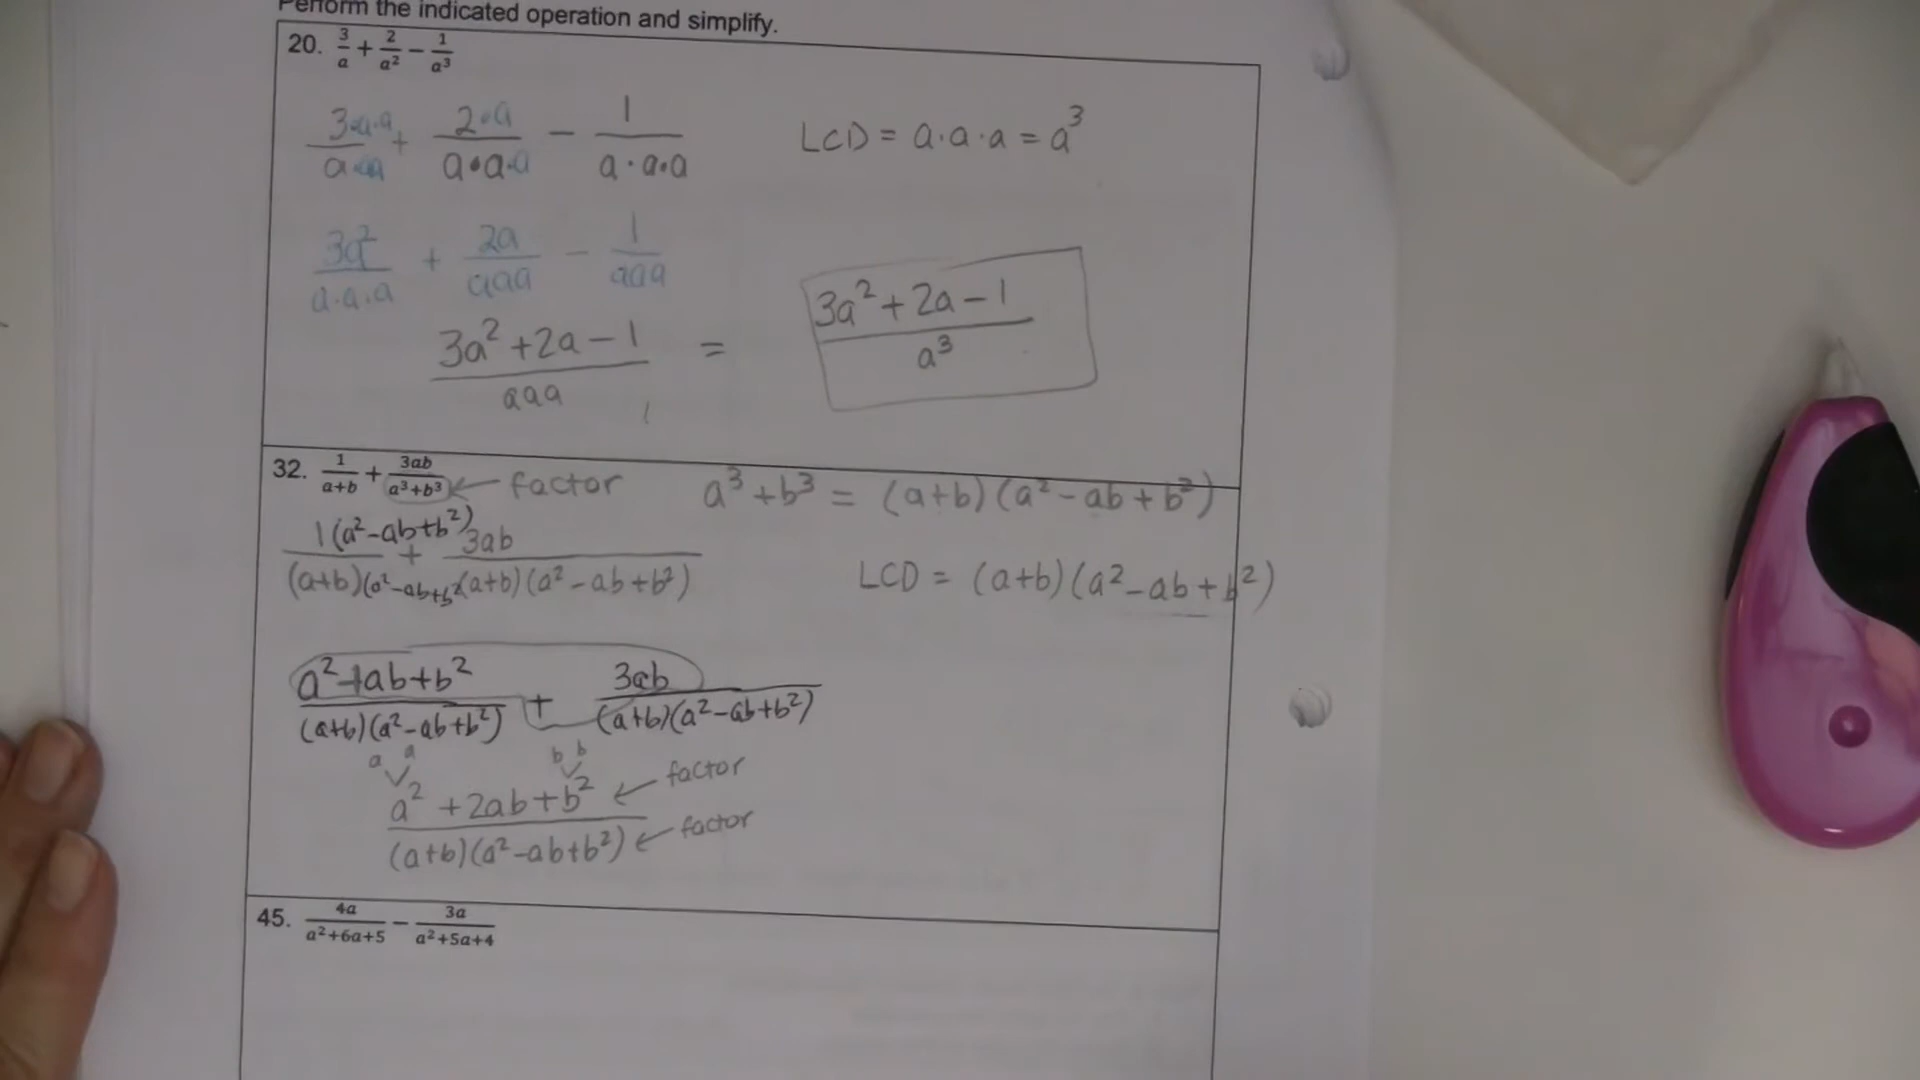 Perform the indicated operation and simplify.
20. 3/a + 2/a² − 1/a³
3·a·a/a·a·a + 2·a/a·a·a − 1/a·a·a
LCD = a·a·a = a³
3a²/a·a·a + 2a/aaa − 1/aaa
3a²+2a−1/aaa = 3a²+2a−1/a³
32. 1/a+b + 3ab/a³+b³ ← factor
a³+b³ = (a+b)(a²−ab+b²)
1(a²−ab+b²)/(a+b)(a²−ab+b²) + 3ab/(a+b)(a²−ab+b²)
LCD = (a+b)(a²−ab+b²)
a²−1ab+b²/(a+b)(a²−ab+b²) + 3ab/(a+b)(a²−ab+b²)
a a b b
a²+2ab+b² ← factor
(a+b)(a²−ab+b²) ← factor
45. 4a/a²+6a+5 − 3a/a²+5a+4